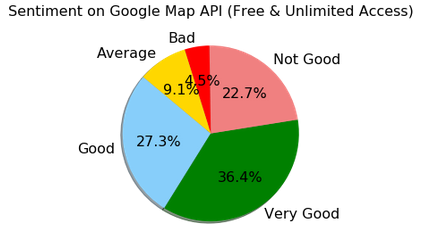 Sentiment on Google Map API (Free & Unlimited Access)
Bad
Average
Not Good
4.5%
9.1%
22.7%
27.3%
Good
36.4%
Very Good